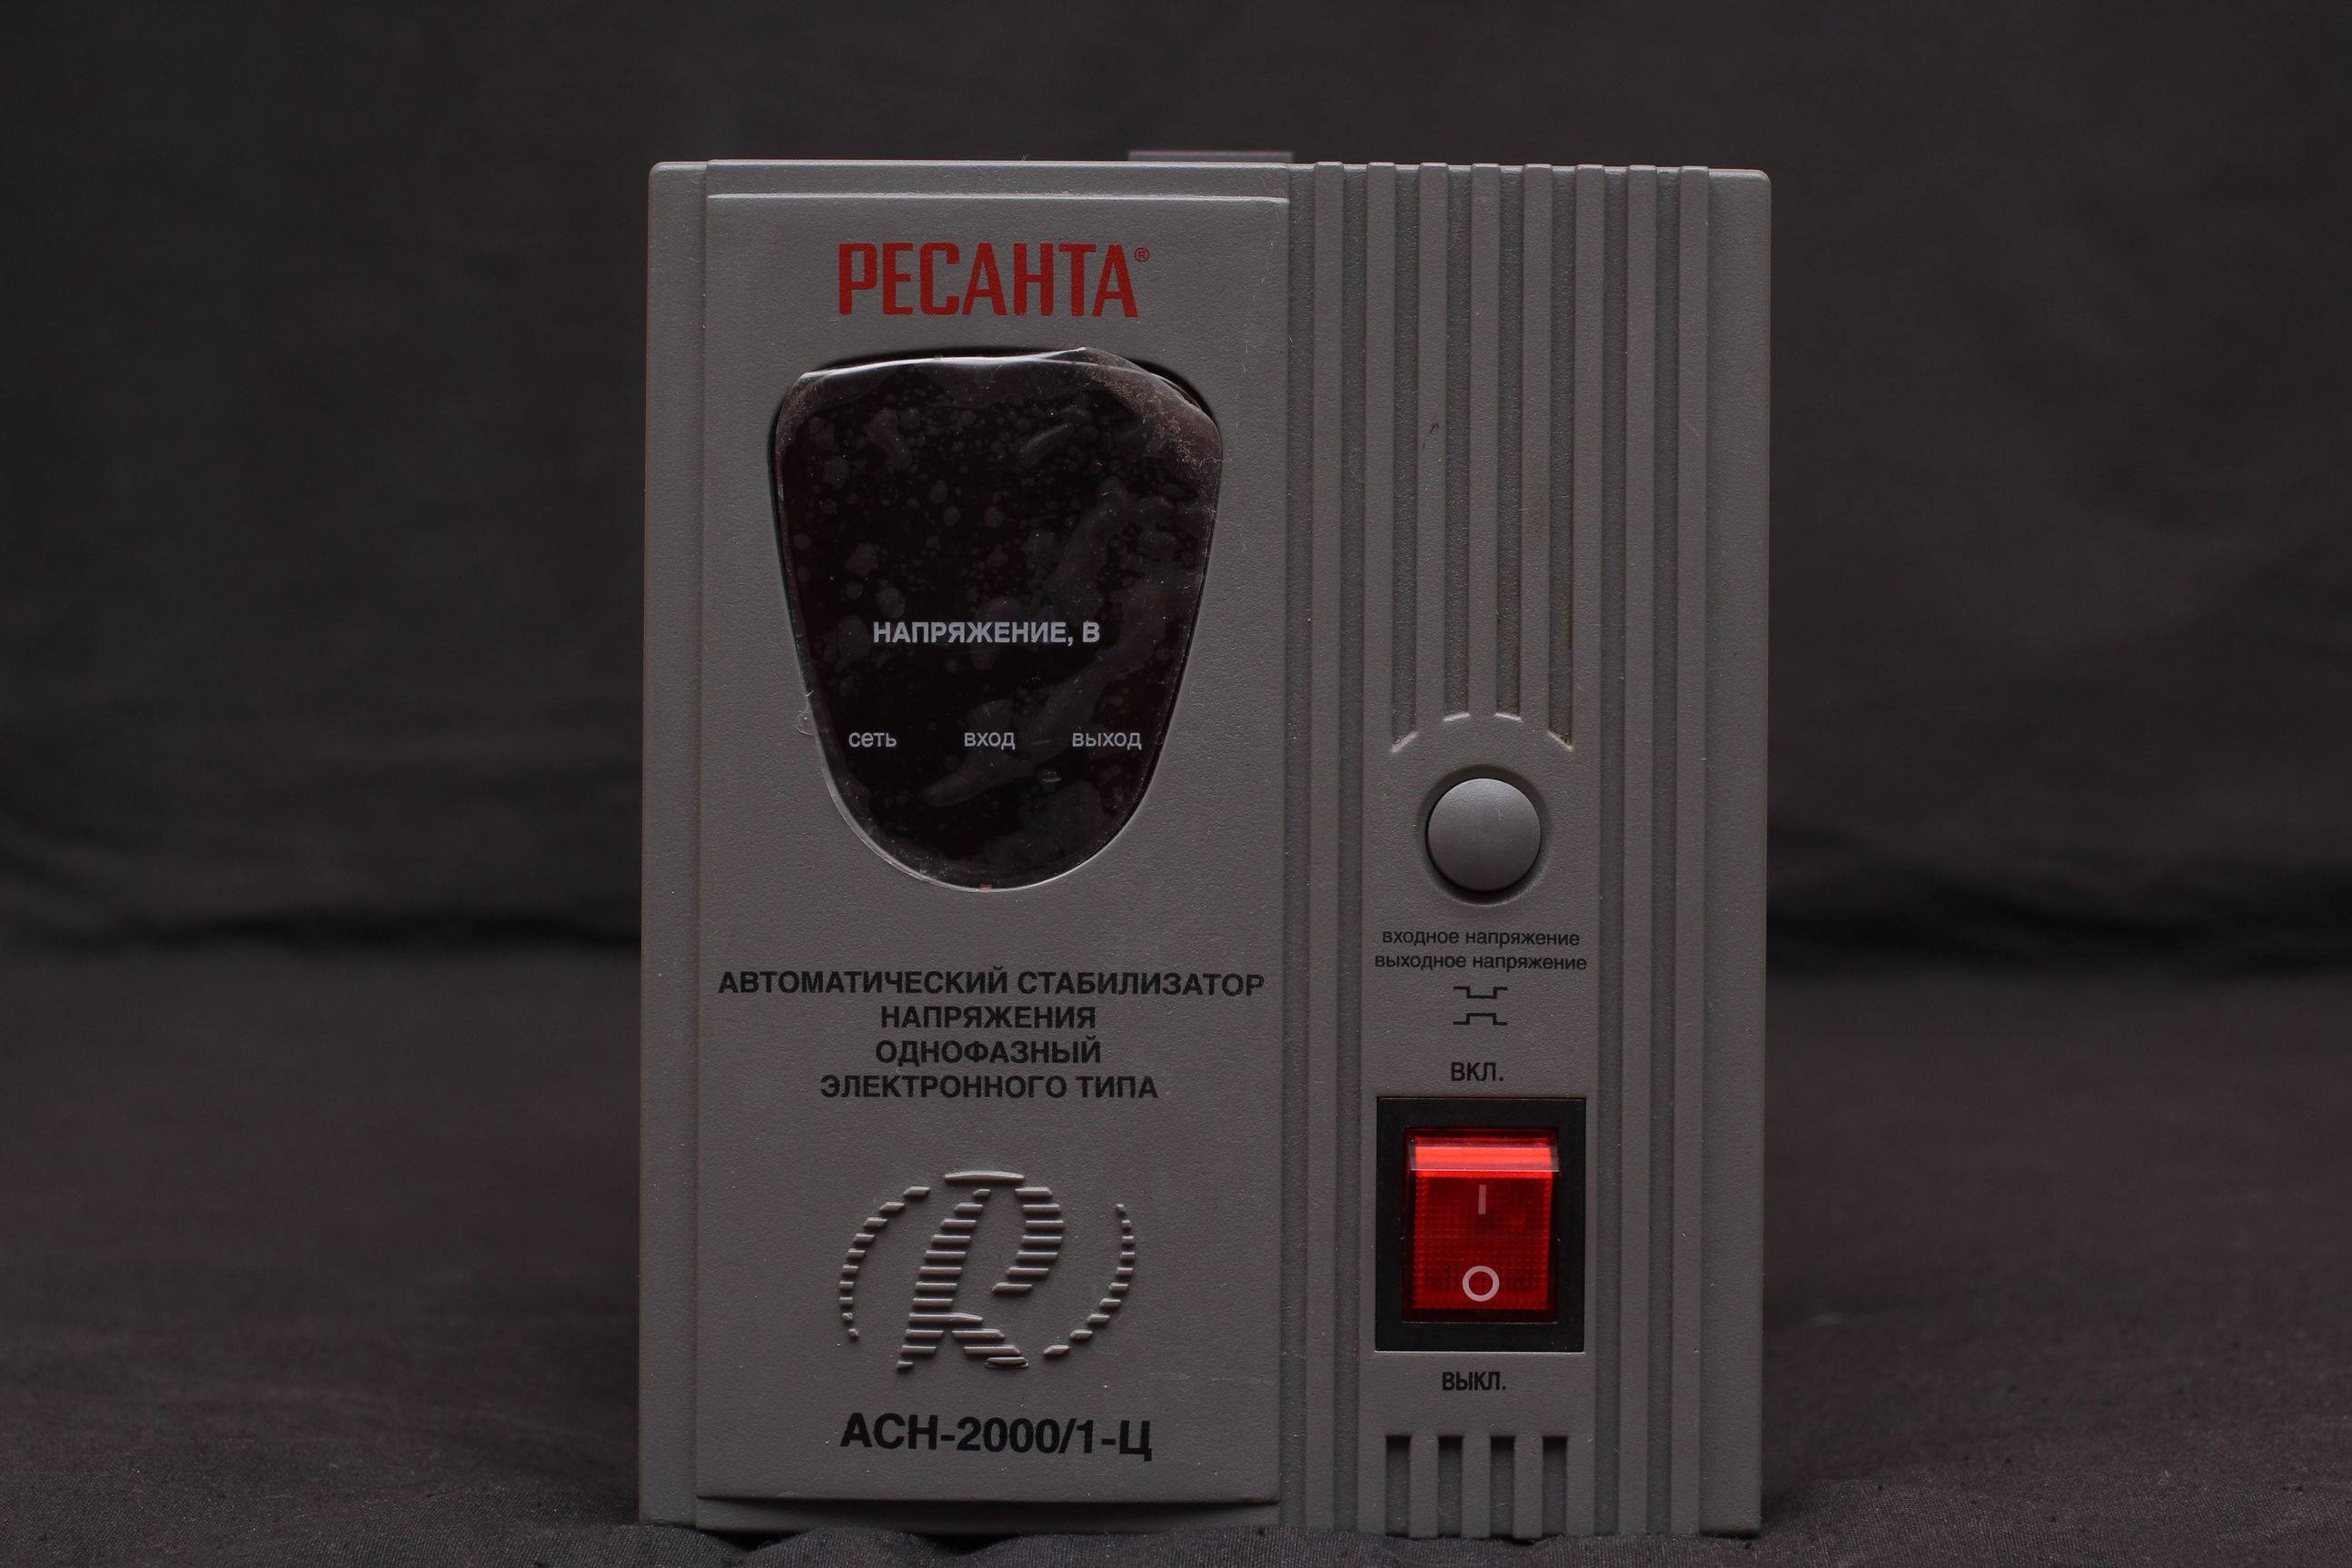 РЕСАНТА®
НАПРЯЖЕНИЕ, В
сеть вход выход
АВТОМАТИЧЕСКИЙ СТАБИЛИЗАТОР
НАПРЯЖЕНИЯ
ОДНОФАЗНЫЙ
ЭЛЕКТРОННОГО ТИПА
R
АСН-2000/1-Ц
входное напряжение
выходное напряжение
ВКЛ.
I
O
ВЫКЛ.